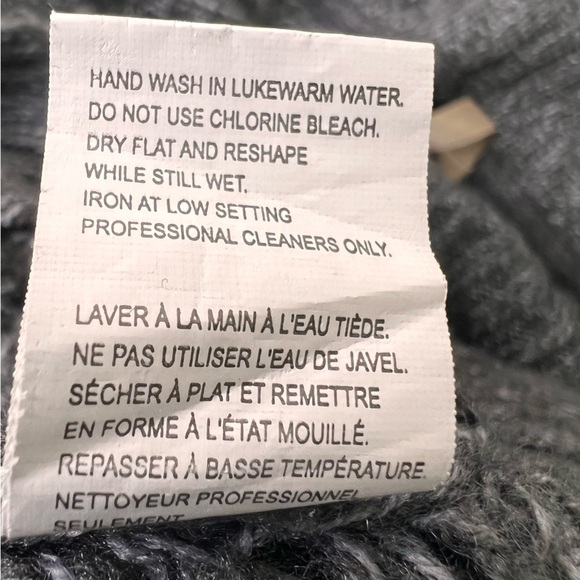 HAND WASH IN LUKEWARM WATER.
DO NOT USE CHLORINE BLEACH.
DRY FLAT AND RESHAPE
WHILE STILL WET,
IRON AT LOW SETTING
PROFESSIONAL CLEANERS ONLY.
LAVER À LA MAIN À L'EAU TIÈDE.
NE PAS UTILISER L'EAU DE JAVEL.
SÉCHER À PLAT ET REMETTRE
EN FORME À L'ÉTAT MOUILLÉ.
REPASSER À BASSE TEMPÉRATURE.
NETTOYEUR PROFESSIONNEL
SEULEMENT